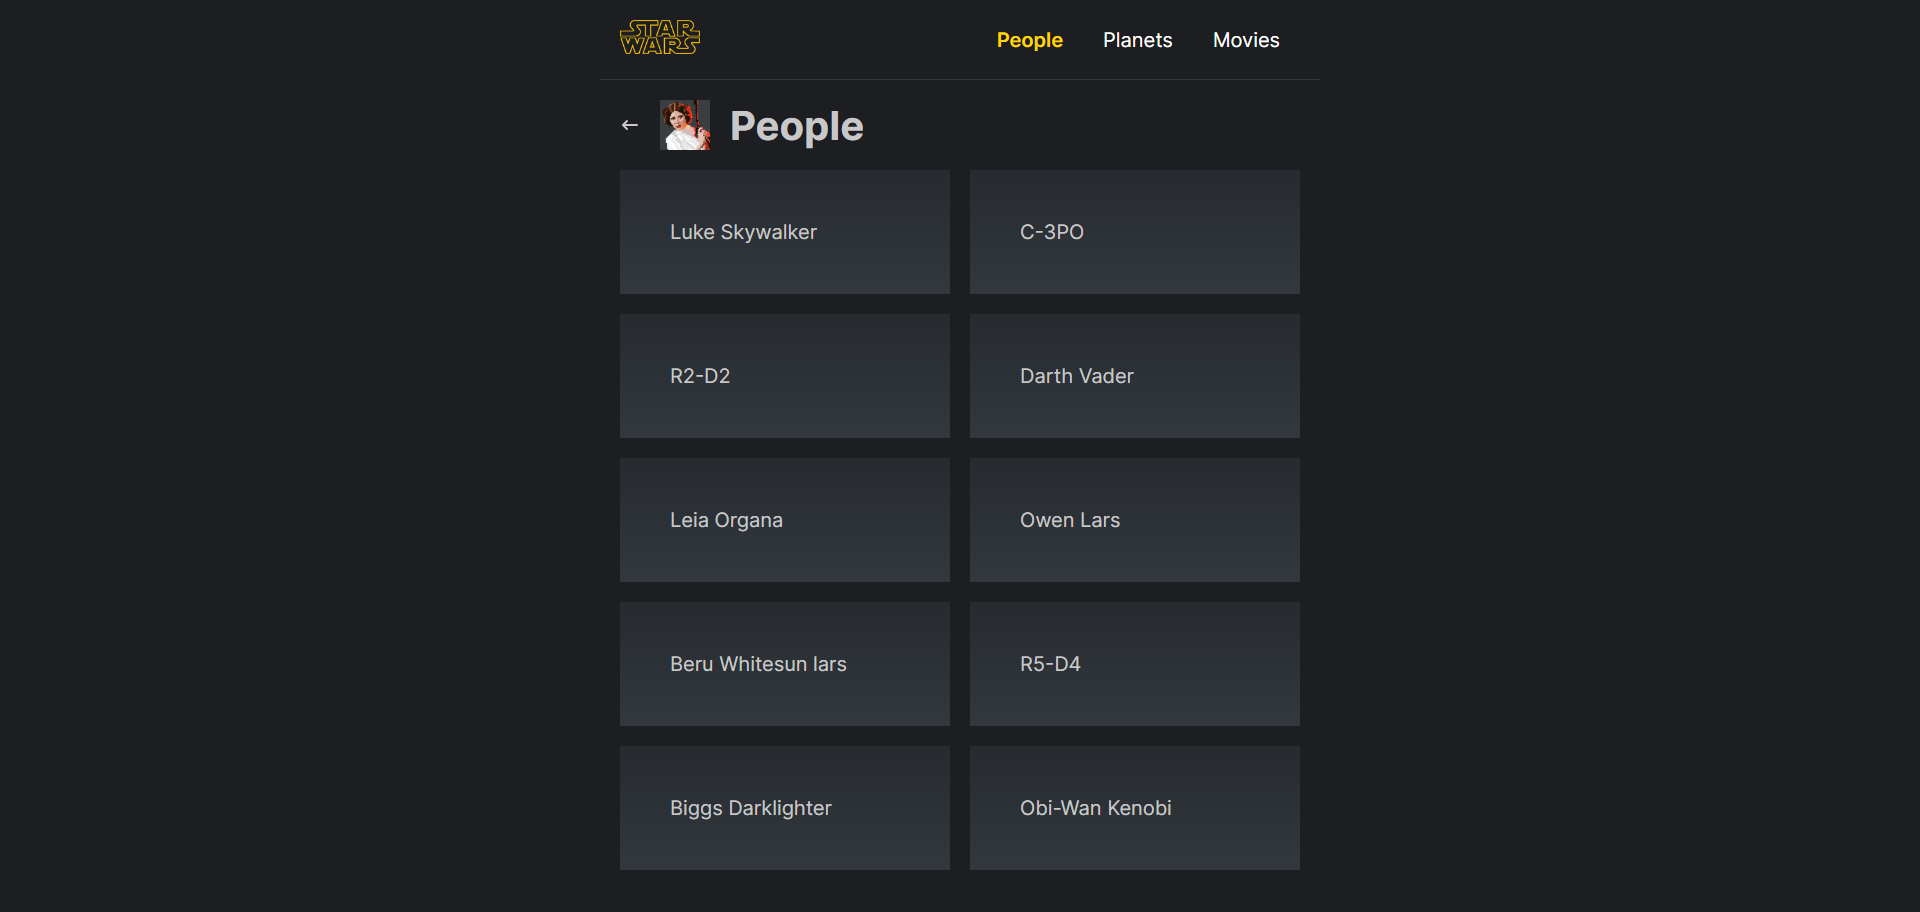 STAR
WARS
People Planets Movies
People
Luke Skywalker
C-3PO
R2-D2
Darth Vader
Leia Organa
Owen Lars
Beru Whitesun lars
R5-D4
Biggs Darklighter
Obi-Wan Kenobi